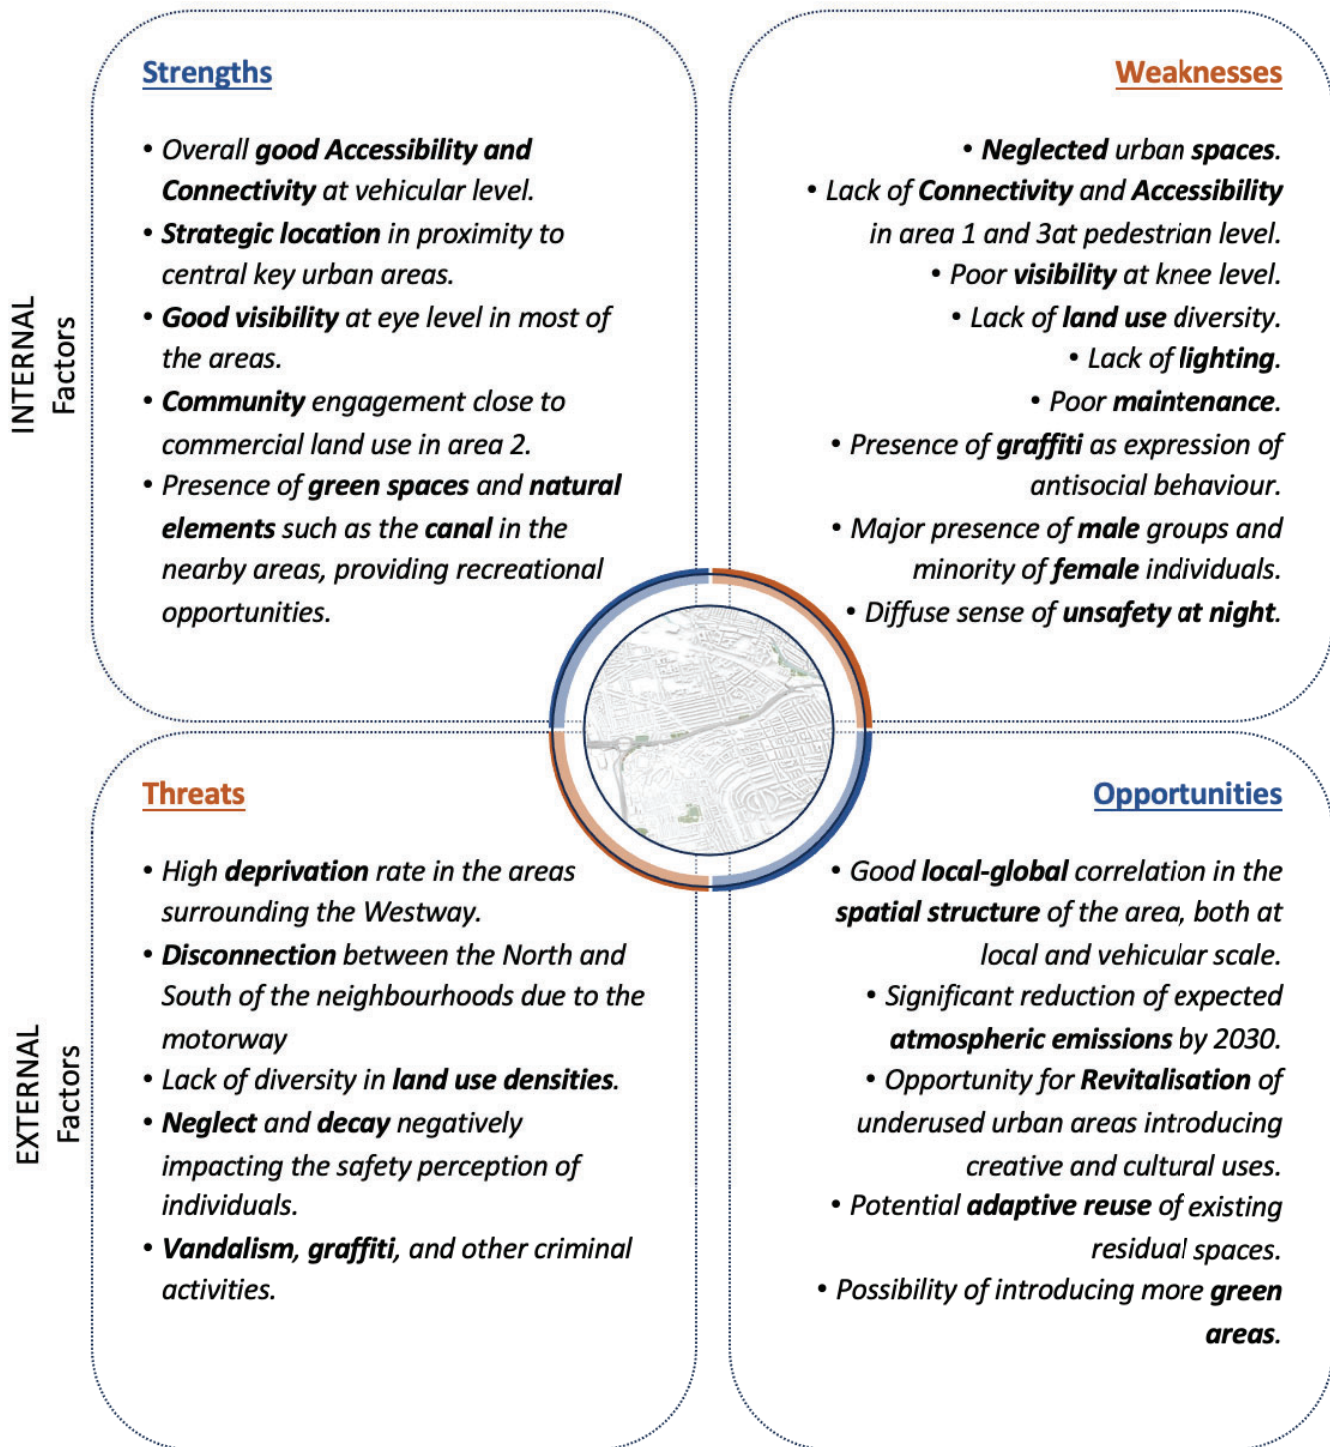 INTERNAL
Factors
Strengths
• Overall good Accessibility and
Connectivity at vehicular level.
• Strategic location in proximity to
central key urban areas.
• Good visibility at eye level in most of
the areas.
• Community engagement close to
commercial land use in area 2.
• Presence of green spaces and natural
elements such as the canal in the
nearby areas, providing recreational
opportunities.
Weaknesses
• Neglected urban spaces.
• Lack of Connectivity and Accessibility
in area 1 and 3at pedestrian level.
• Poor visibility at knee level.
• Lack of land use diversity.
• Lack of lighting.
• Poor maintenance.
• Presence of graffiti as expression of
antisocial behaviour.
• Major presence of male groups and
minority of female individuals.
• Diffuse sense of unsafety at night.
EXTERNAL
Factors
Threats
• High deprivation rate in the areas
surrounding the Westway.
• Disconnection between the North and
South of the neighbourhoods due to the
motorway
• Lack of diversity in land use densities.
• Neglect and decay negatively
impacting the safety perception of
individuals.
• Vandalism, graffiti, and other criminal
activities.
Opportunities
• Good local-global correlation in the
spatial structure of the area, both at
local and vehicular scale.
• Significant reduction of expected
atmospheric emissions by 2030.
• Opportunity for Revitalisation of
underused urban areas introducing
creative and cultural uses.
• Potential adaptive reuse of existing
residual spaces.
• Possibility of introducing more green
areas.